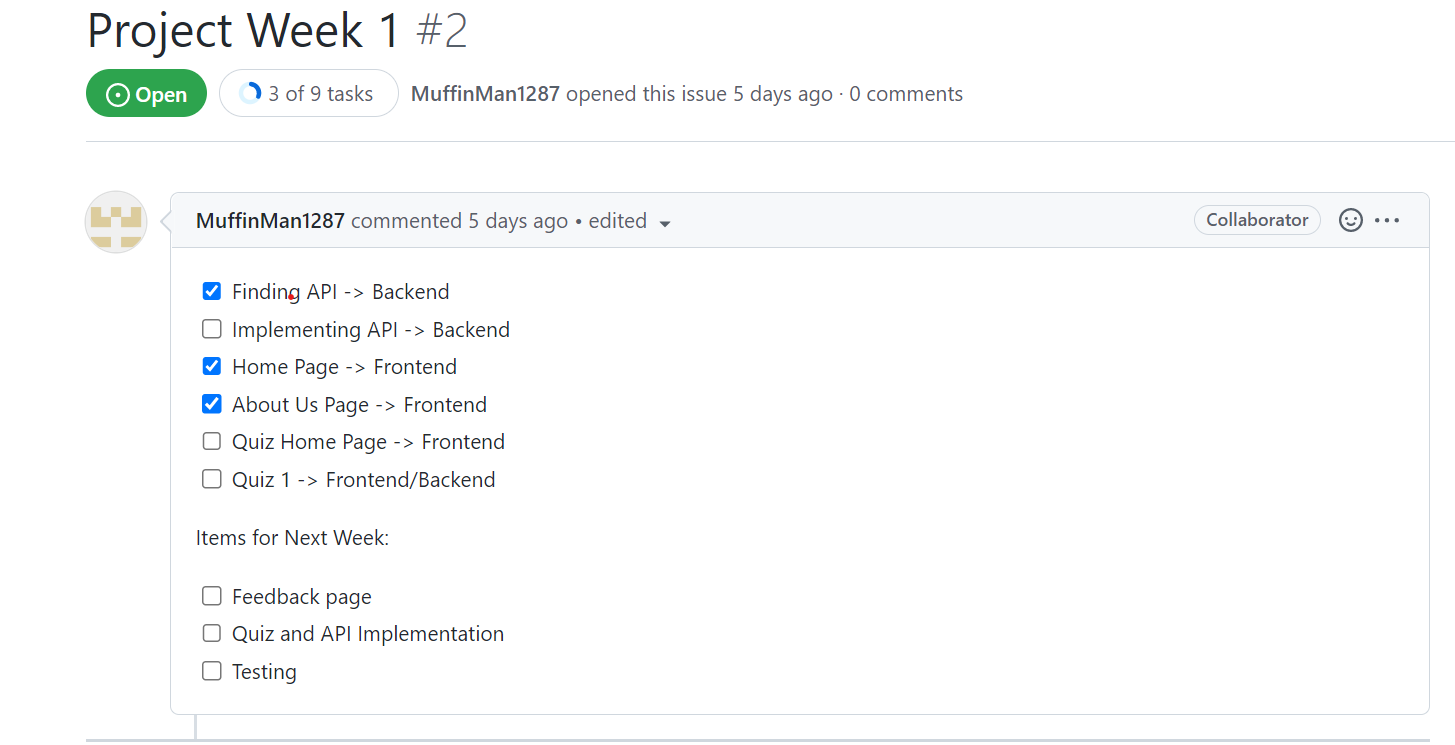 Project Week 1 #2
Open 3 of 9 tasks MuffinMan1287 opened this issue 5 days ago · 0 comments
MuffinMan1287 commented 5 days ago • edited Collaborator
Finding API -> Backend
Implementing API -> Backend
Home Page -> Frontend
About Us Page -> Frontend
Quiz Home Page -> Frontend
Quiz 1 -> Frontend/Backend
Items for Next Week:
Feedback page
Quiz and API Implementation
Testing